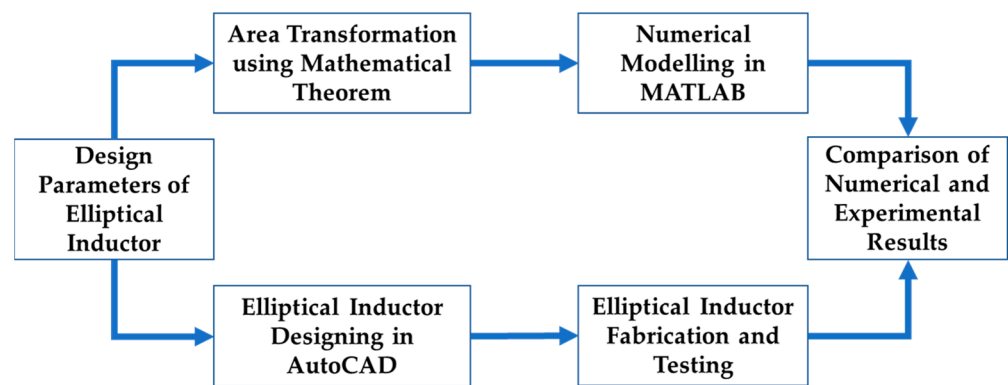 Area Transformation
using Mathematical
Theorem
Numerical
Modelling in
MATLAB
Design
Parameters of
Elliptical
Inductor
Comparison of
Numerical and
Experimental
Results
Elliptical Inductor
Designing in
AutoCAD
Elliptical Inductor
Fabrication and
Testing